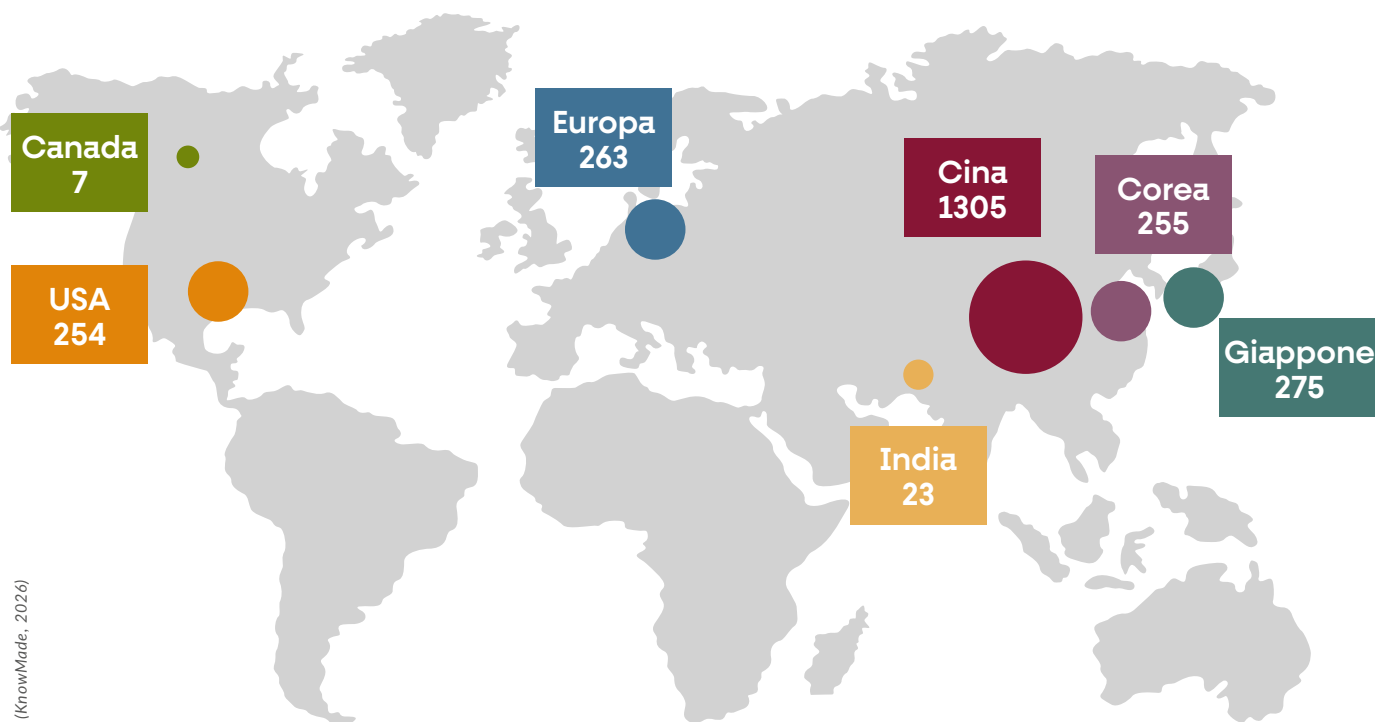 Canada
7
USA
254
Europa
263
Cina
1305
Corea
255
Giappone
275
India
23
(KnowMade, 2026)